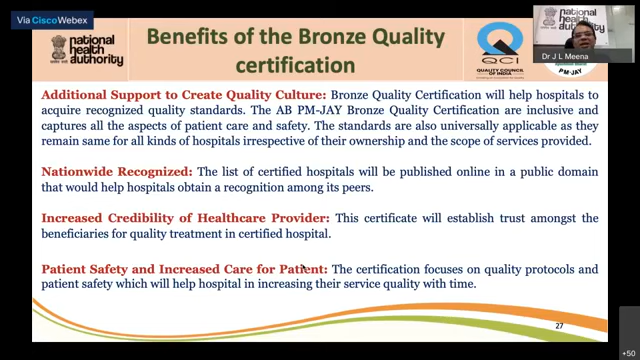 Via Cisco Webex
national
health
authority
Benefits of the Bronze Quality
certification
QCI
QUALITY COUNCIL
OF INDIA
national
health
authority
QCI
Dr J L Meena
PM-JAY
Additional Support to Create Quality Culture: Bronze Quality Certification will help hospitals to
acquire recognized quality standards. The AB PM-JAY Bronze Quality Certification are inclusive and
captures all the aspects of patient care and safety. The standards are also universally applicable as they
remain same for all kinds of hospitals irrespective of their ownership and the scope of services provided.
Nationwide Recognized: The list of certified hospitals will be published online in a public domain
that would help hospitals obtain a recognition among its peers.
Increased Credibility of Healthcare Provider: This certificate will establish trust amongst the
beneficiaries for quality treatment in certified hospital.
Patient Safety and Increased Care for Patient: The certification focuses on quality protocols and
patient safety which will help hospital in increasing their service quality with time.
27
+50